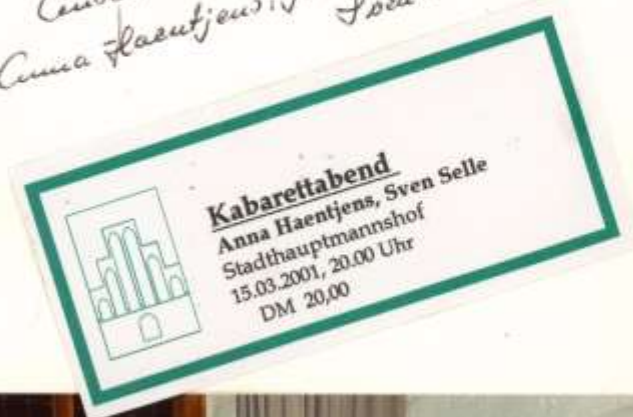 Anna Haentjens
Kabarettabend
Anna Haentjens, Sven Selle
Stadthauptmannshof
15.03.2001, 20.00 Uhr
DM 20,00